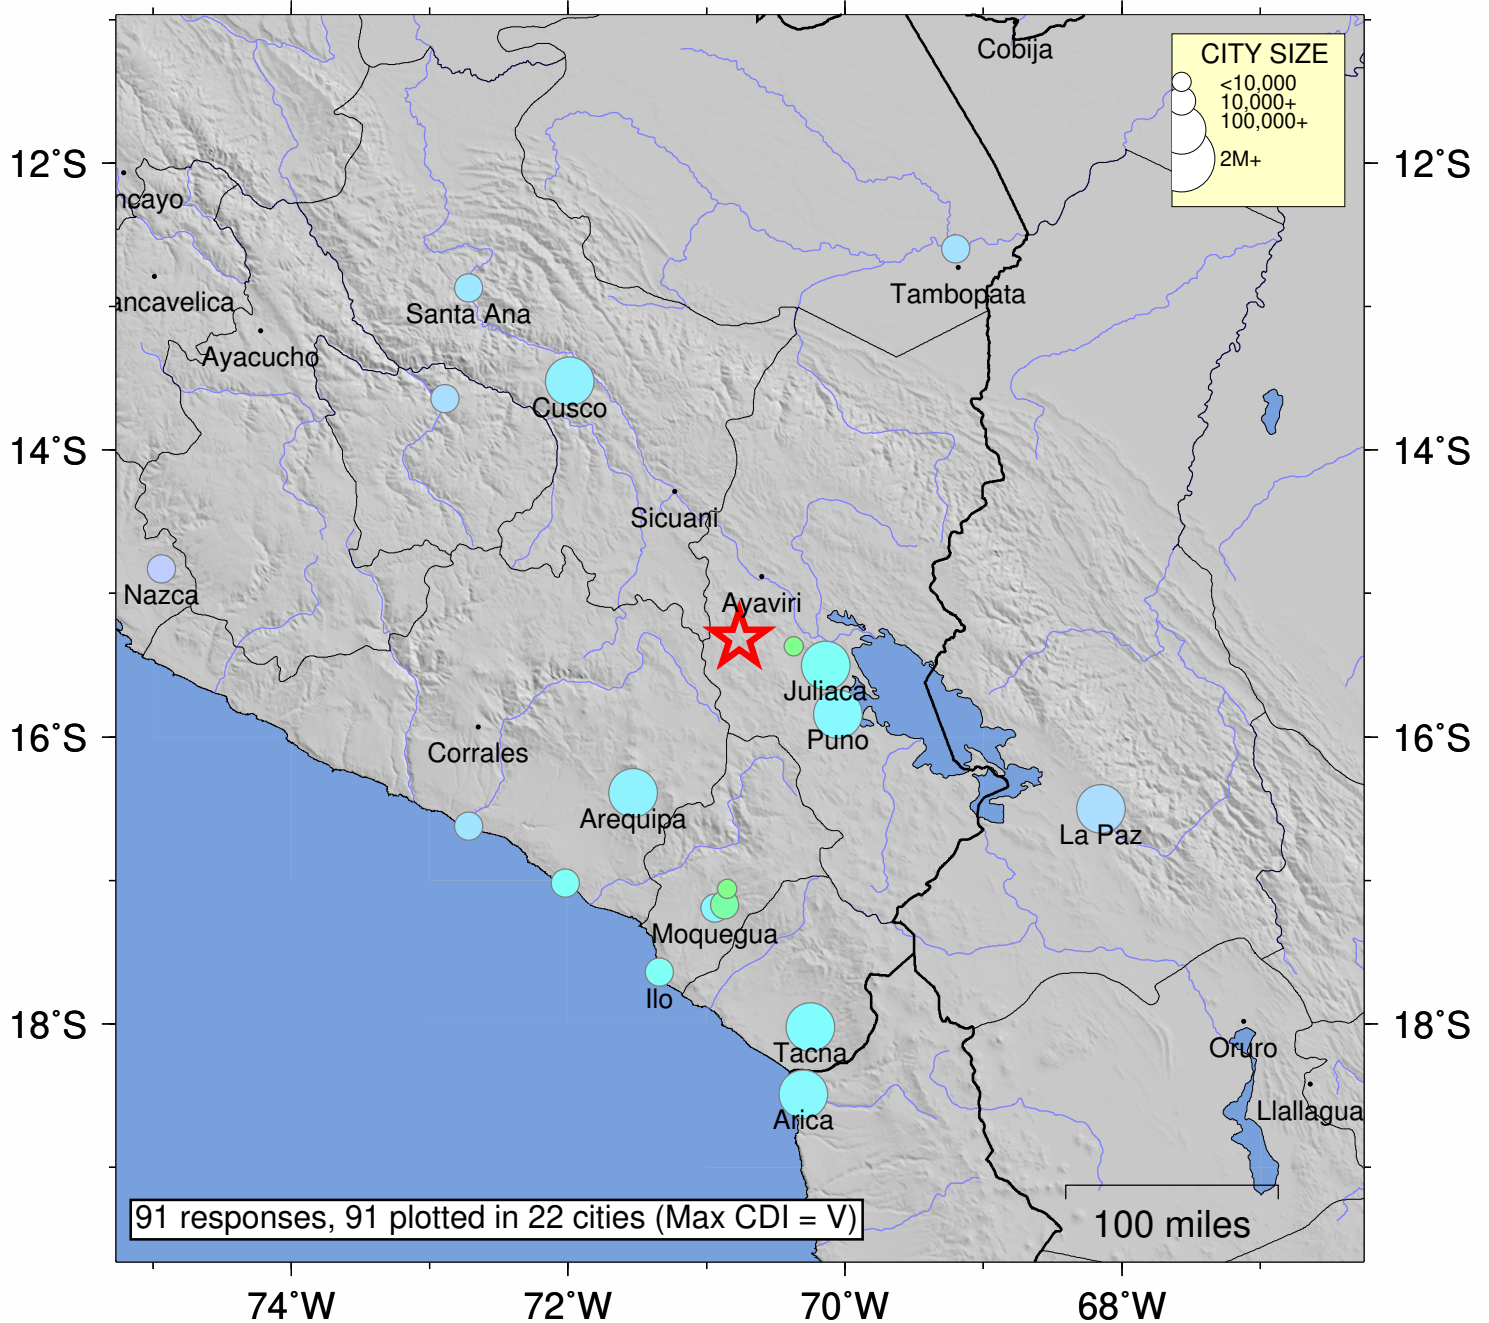 Cobija
CITY SIZE
<10,000
10,000+
100,000+
2M+
12˚S
12˚S
ncayo
Tambopata
ancavelica
Santa Ana
Ayacucho
Cusco
14˚S
14˚S
Sicuani
Nazca
Ayaviri
Juliaca
16˚S
16˚S
Puno
Corrales
Arequipa
La Paz
Moquegua
Ilo
18˚S
18˚S
Tacna
Oruro
Arica
Llallagua
91 responses, 91 plotted in 22 cities (Max CDI = V)
100 miles
74˚W
72˚W
70˚W
68˚W